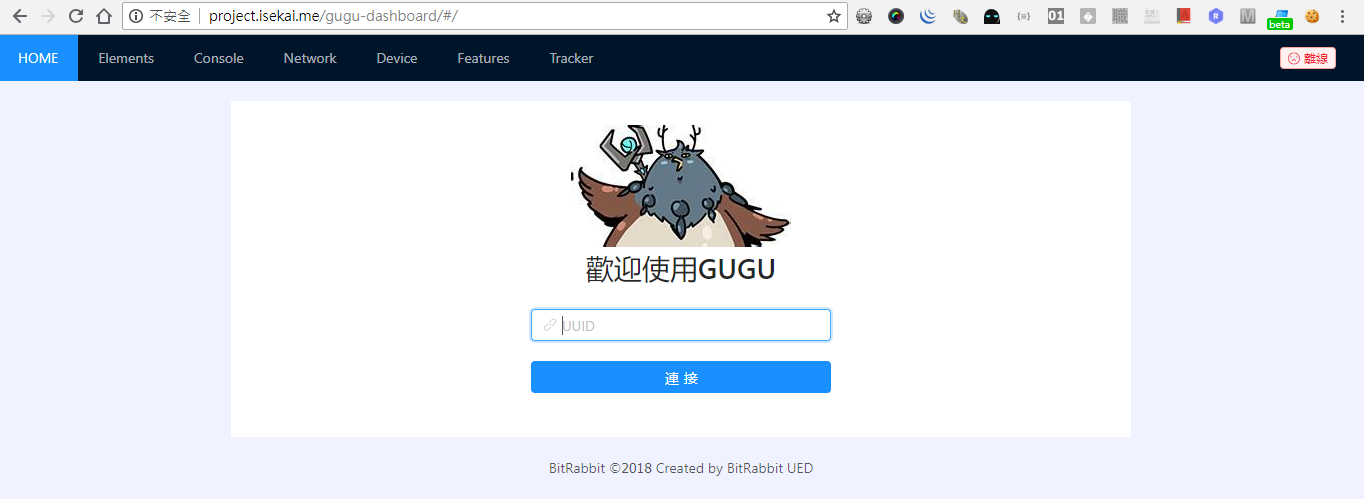 不安全 project.isekai.me/gugu-dashboard/#/
01
R
M
beta
HOME Elements Console Network Device Features Tracker 離線
歡迎使用GUGU
UUID
連 接
BitRabbit ©2018 Created by BitRabbit UED